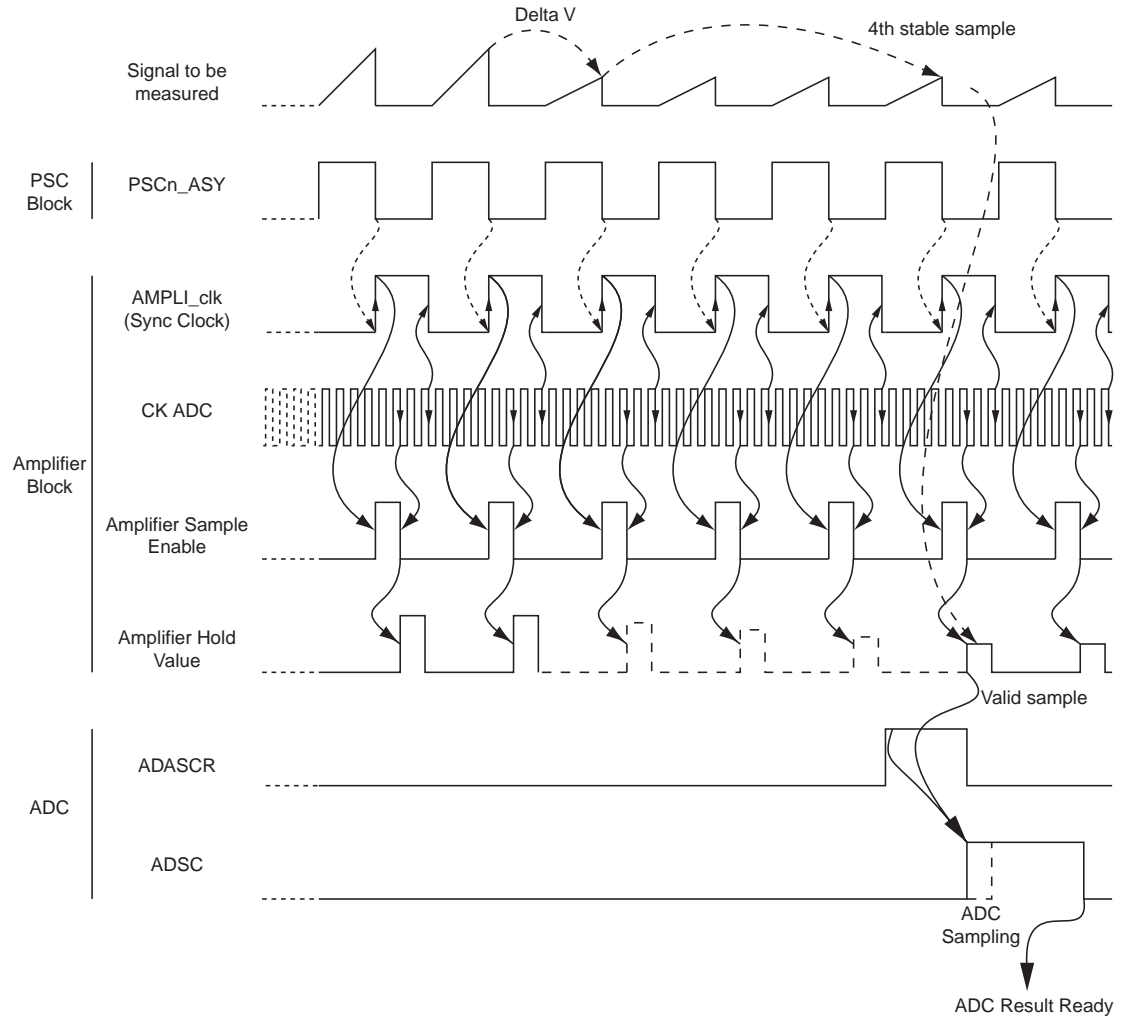 Delta V
4th stable sample
Signal to be
measured
PSC
Block
PSCn_ASY
AMPLI_clk
(Sync Clock)
CK ADC
Amplifier
Block
Amplifier Sample
Enable
Amplifier Hold
Value
Valid sample
ADASCR
ADC
ADSC
ADC
Sampling
ADC Result Ready